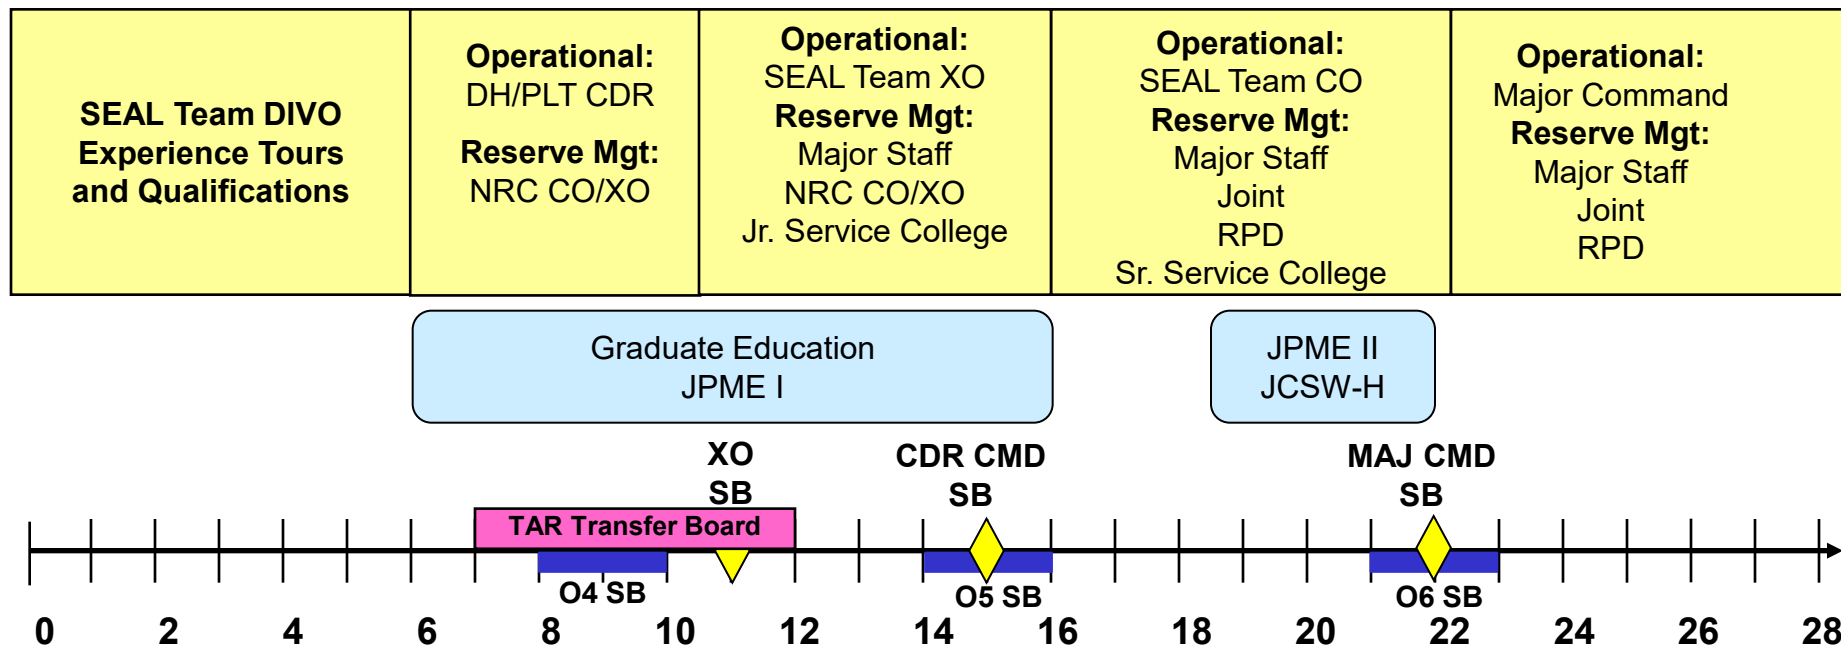 SEAL Team DIVO
Experience Tours
and Qualifications
Operational:
DH/PLT CDR
Reserve Mgt:
NRC CO/XO
Operational:
SEAL Team XO
Reserve Mgt:
Major Staff
NRC CO/XO
Jr. Service College
Operational:
SEAL Team CO
Reserve Mgt:
Major Staff
Joint
RPD
Sr. Service College
Operational:
Major Command
Reserve Mgt:
Major Staff
Joint
RPD
Graduate Education
JPME I
JPME II
JCSW-H
XO
SB
CDR CMD
SB
MAJ CMD
SB
TAR Transfer Board
O4 SB
O5 SB
O6 SB
0 2 4 6 8 10 12 14 16 18 20 22 24 26 28